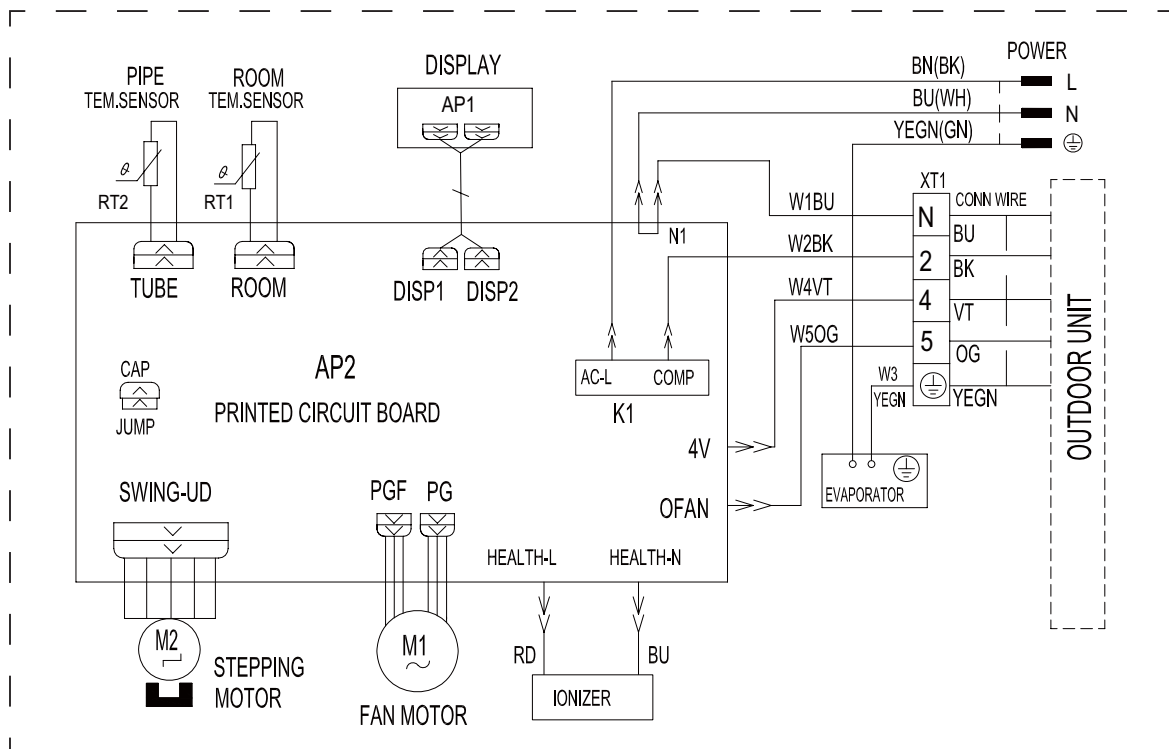 POWER
BN(BK)
L
BU(WH)
N
YEGN(GN)
PIPE
TEM.SENSOR
ROOM
TEM.SENSOR
DISPLAY
AP1
θ
RT2
θ
RT1
XT1
CONN WIRE
W1BU
N
BU
N1
W2BK
2
BK
TUBE
ROOM
DISP1
DISP2
W4VT
4
VT
W5OG
5
OG
W3
YEGN
YEGN
OUTDOOR UNIT
CAP
JUMP
AP2
PRINTED CIRCUIT BOARD
AC-L
COMP
K1
4V
EVAPORATOR
SWING-UD
PGF
PG
OFAN
HEALTH-L
HEALTH-N
M2
STEPPING
MOTOR
M1
FAN MOTOR
RD
BU
IONIZER